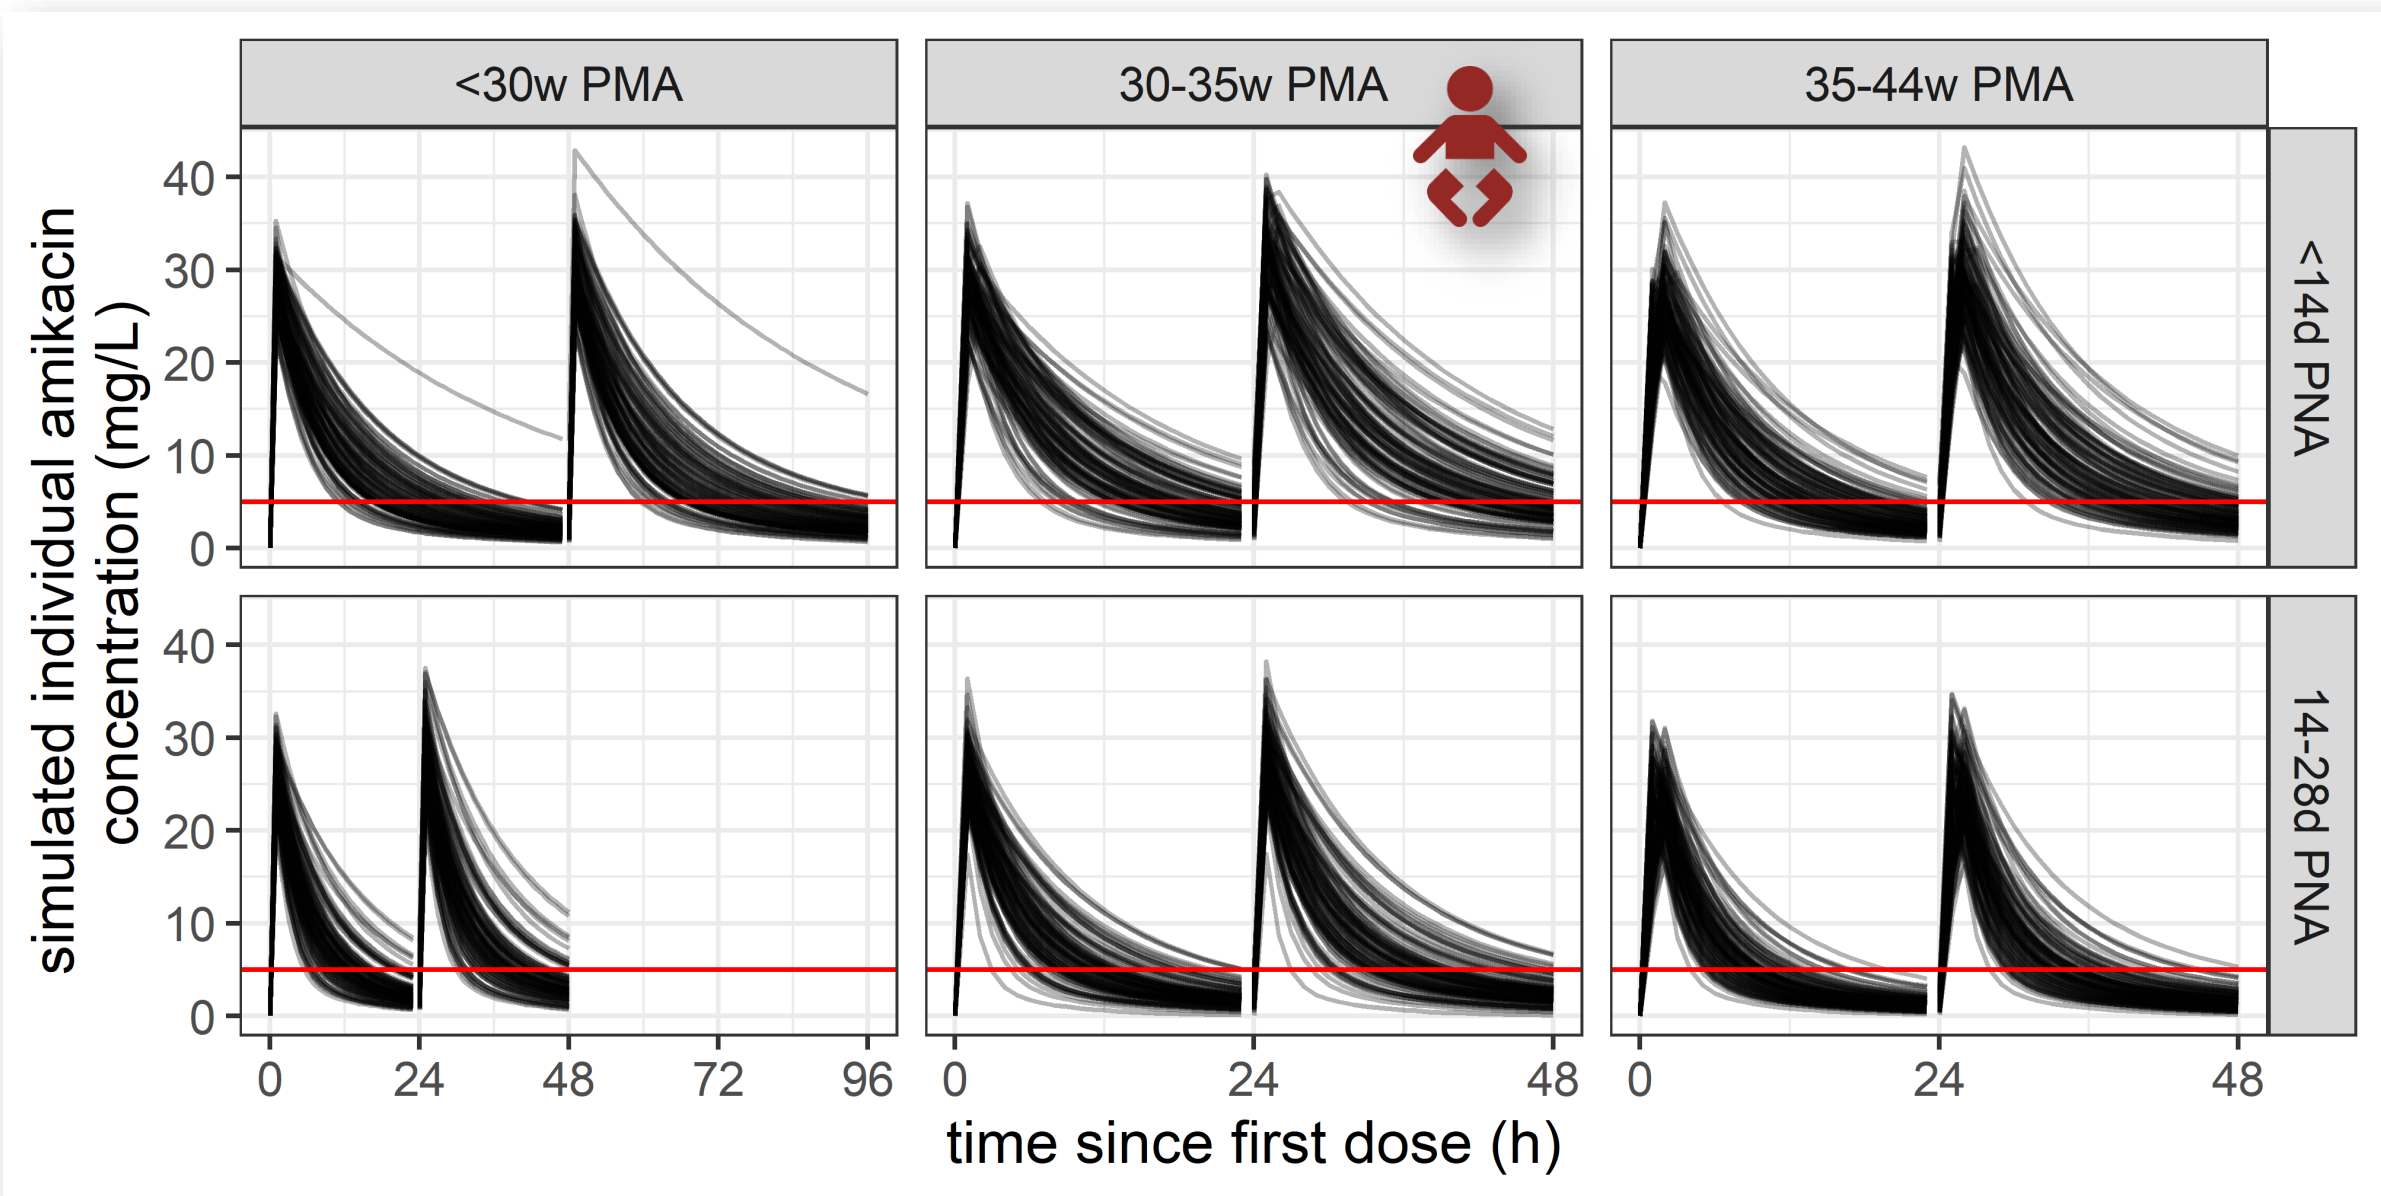 <30w PMA
30-35w PMA
35-44w PMA
simulated individual amikacin
concentration (mg/L)
40
30
20
10
0
<14d PNA
40
30
20
10
0
14-28d PNA
0 24 48 72 96
0 24 48
0 24 48
time since first dose (h)